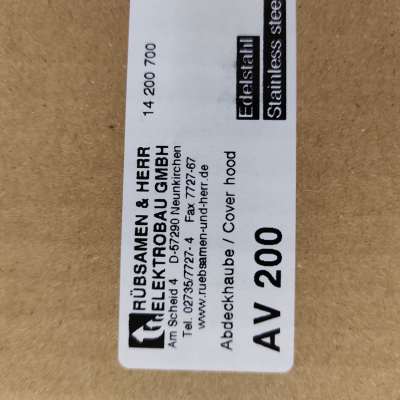 RÜBSAMEN & HERR
ELEKTROBAU GMBH
Am Scheid 4 D-57290 Neunkirchen
Tel. 02735/7727- 4 Fax 7727-67
www.ruebsamen-und-herr.de
14 200 700
Abdeckhaube / Cover hood
Edelstahl
Stainless stee
AV 200